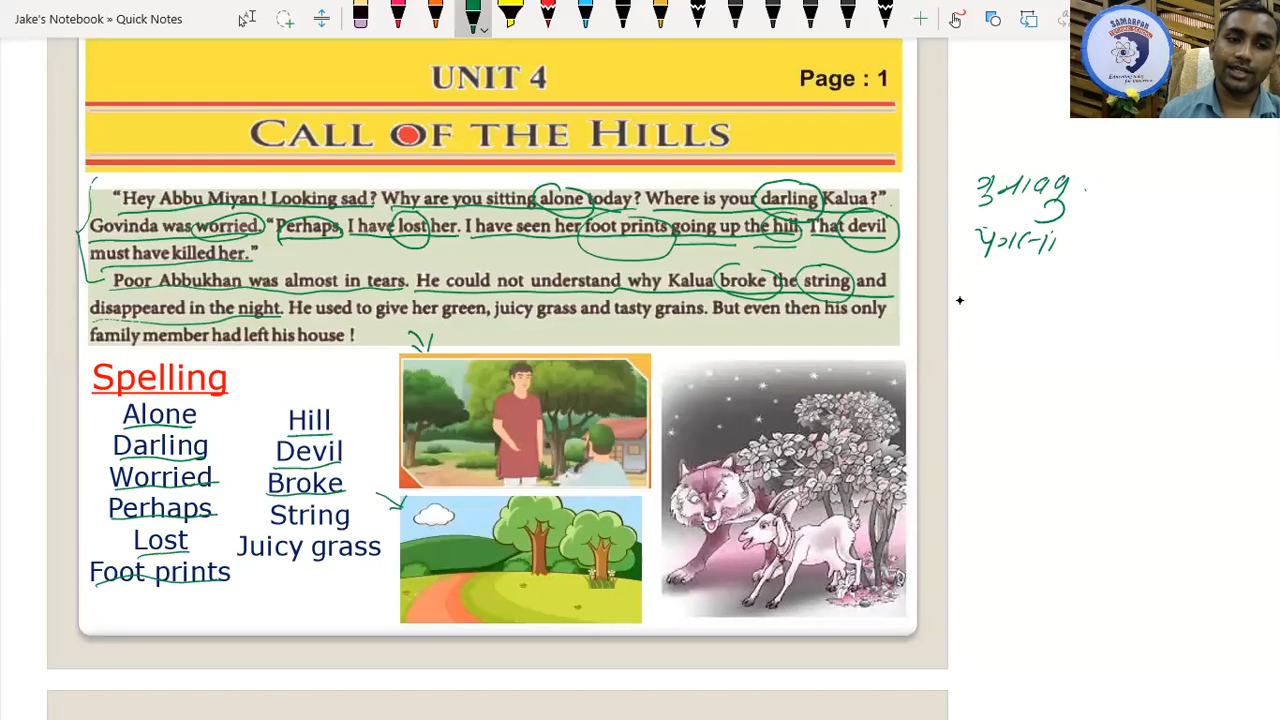 Jake's Notebook » Quick Notes
SAMARPAN
UNIT 4
Page : 1
CALL OF THE HILLS
“Hey Abbu Miyan ! Looking sad ? Why are you sitting alone today ? Where is your darling Kalua ?”
Govinda was worried. “Perhaps, I have lost her. I have seen her foot prints going up the hill. That devil
must have killed her.”
Poor Abbukhan was almost in tears. He could not understand why Kalua broke the string and
disappeared in the night. He used to give her green, juicy grass and tasty grains. But even then his only
family member had left his house !
Spelling
Alone
Darling
Worried
Perhaps
Lost
Foot prints
Hill
Devil
Broke
String
Juicy grass